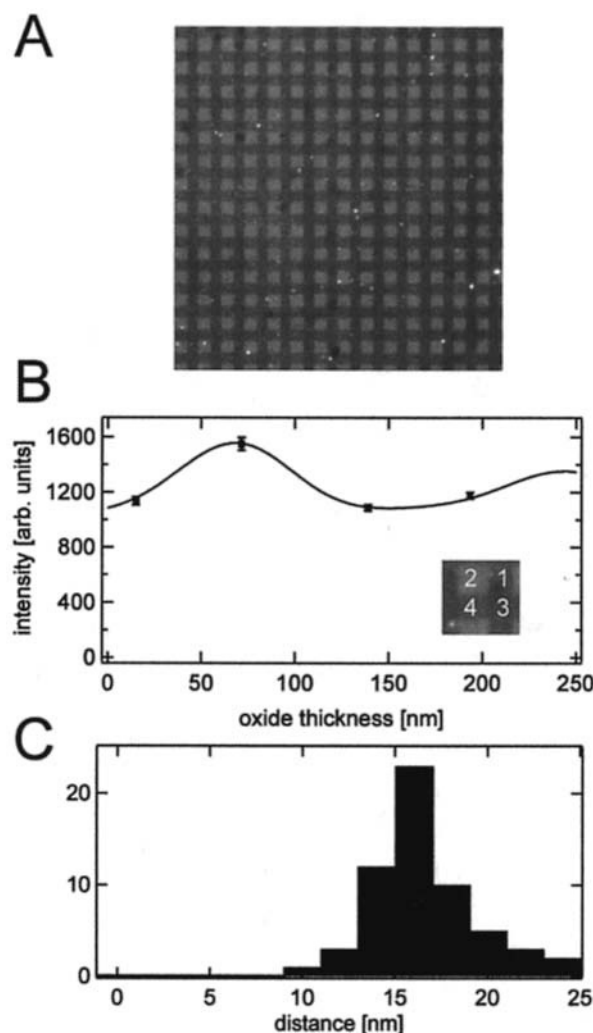 A
B
1600
1200
800
400
0
intensity [arb. units]
2 1
4 3
0 50 100 150 200 250
oxide thickness [nm]
C
20
10
0
0 5 10 15 20 25
distance [nm]